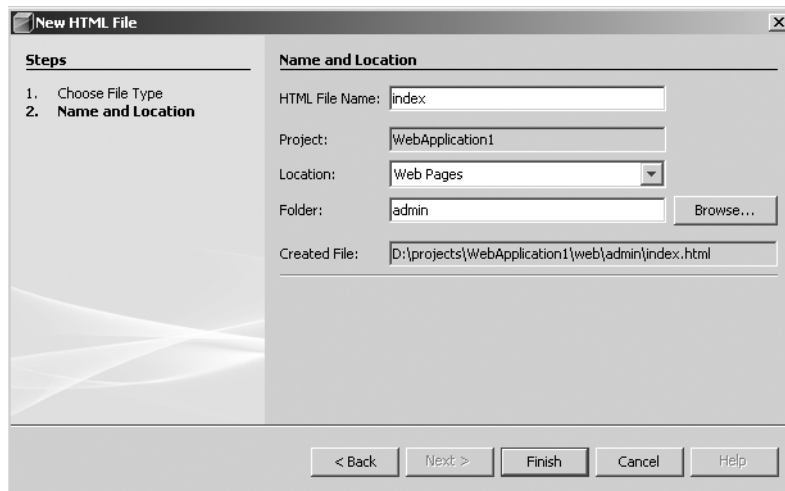 New HTML File
Steps
1. Choose File Type
2. Name and Location
Name and Location
HTML File Name: index
Project: WebApplication1
Location: Web Pages
Folder: admin Browse...
Created File: D:\projects\WebApplication1\web\admin\index.html
< Back Next > Finish Cancel Help